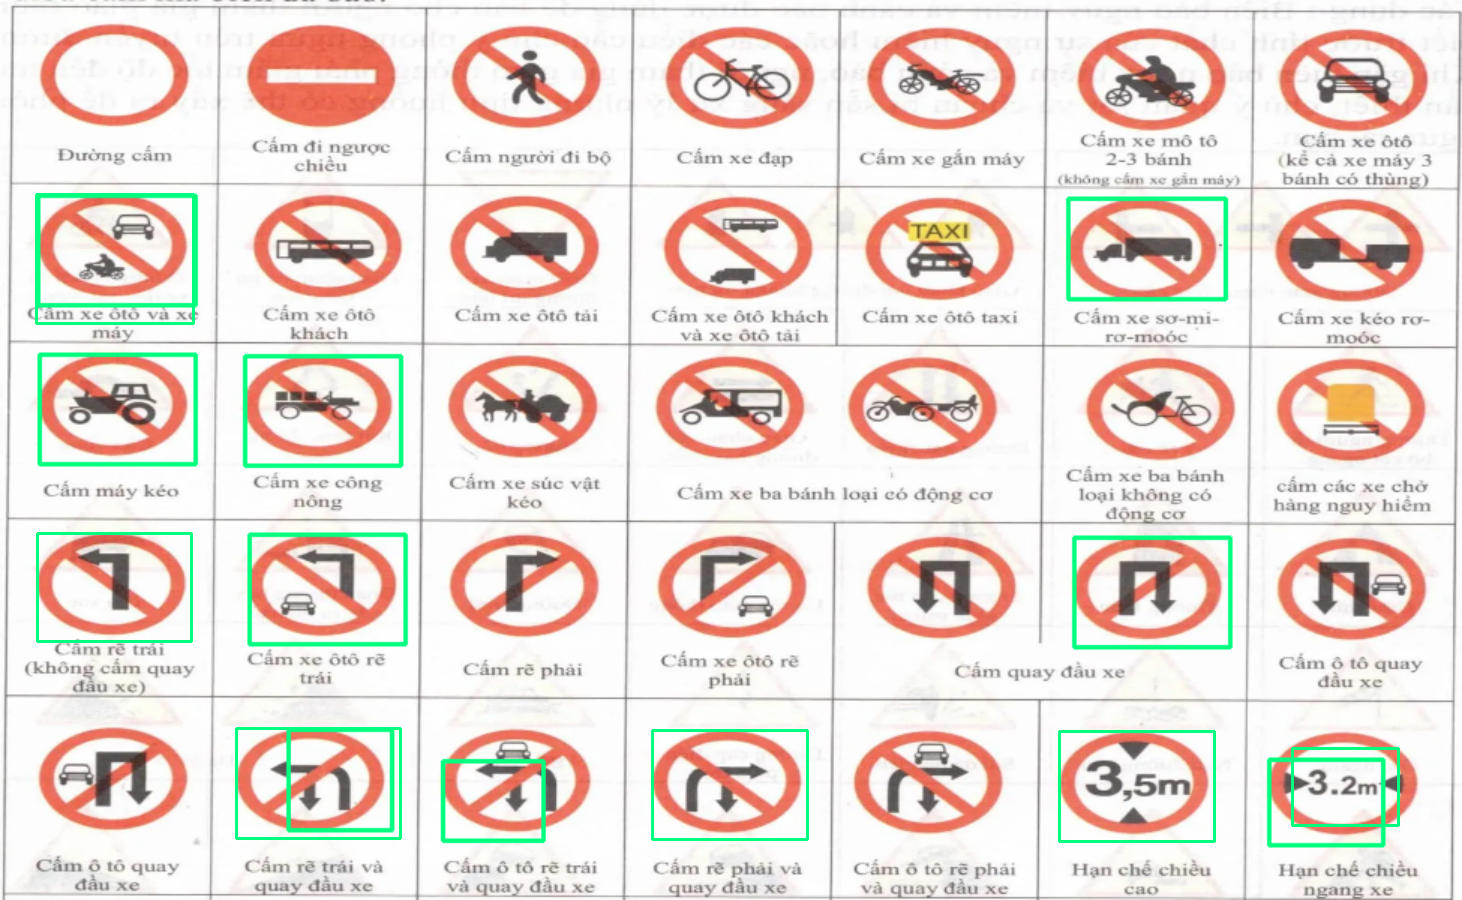 Đường cấm
Cấm đi ngược
chiều
Cấm người đi bộ
Cấm xe đạp
Cấm xe gắn máy
Cấm xe mô tô
2-3 bánh
(không cấm xe gắn máy)
Cấm xe ôtô
(kể cả xe máy 3
bánh có thùng)
TAXI
Cấm xe ôtô và xe
máy
Cấm xe ôtô
khách
Cấm xe ôtô tải
Cấm xe ôtô khách
và xe ôtô tải
Cấm xe ôtô taxi
Cấm xe sơ-mi-
rơ-moóc
Cấm xe kéo rơ-
moóc
Cấm máy kéo
Cấm xe công
nông
Cấm xe súc vật
kéo
Cấm xe ba bánh loại có động cơ
Cấm xe ba bánh
loại không có
động cơ
cấm các xe chở
hàng nguy hiểm
Cấm rẽ trái
(không cấm quay
đầu xe)
Cấm xe ôtô rẽ
trái
Cấm rẽ phải
Cấm xe ôtô rẽ
phải
Cấm quay đầu xe
Cấm ô tô quay
đầu xe
3,5m
3.2m
Cấm ô tô quay
đầu xe
Cấm rẽ trái và
quay đầu xe
Cấm ô tô rẽ trái
và quay đầu xe
Cấm rẽ phải và
quay đầu xe
Cấm ô tô rẽ phải
và quay đầu xe
Hạn chế chiều
cao
Hạn chế chiều
ngang xe